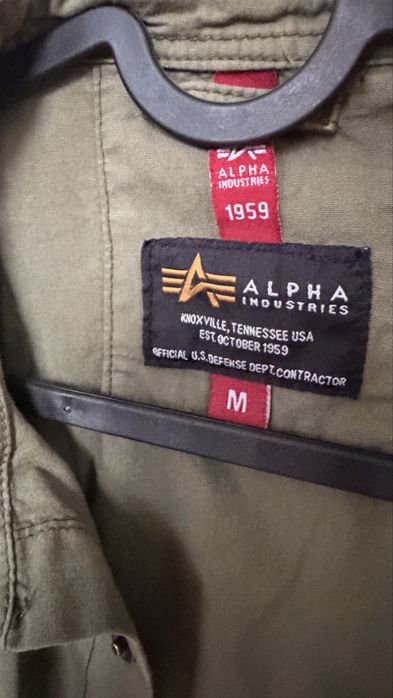 ALPHA
INDUSTRIES
1959
ALPHA
INDUSTRIES
KNOXVILLE, TENNESSEE USA
EST. OCTOBER 1959
OFFICIAL U.S. DEFENSE DEPT. CONTRACTOR
M